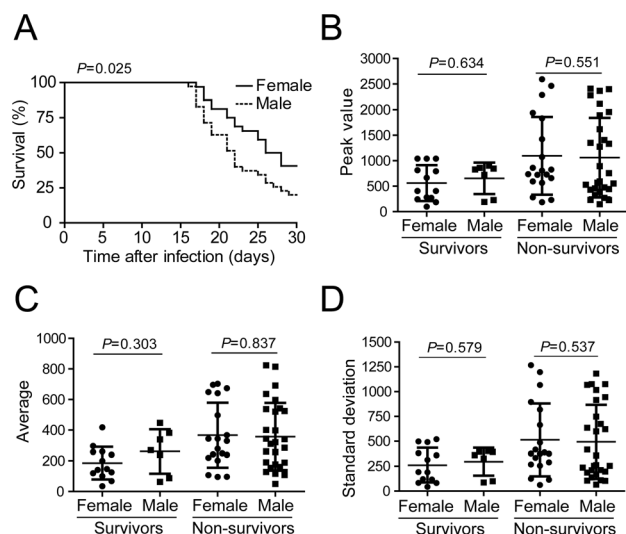 A
P=0.025
Female
Male
Survival (%)
100
50
0
0 5 10 15 20 25 30
Time after infection (days)
B
P=0.634
P=0.551
Peak value
3000
2500
2000
1500
1000
500
0
Female Male Female Male
Survivors Non-survivors
C
P=0.303
P=0.837
Average
1000
800
600
400
200
0
Female Male Female Male
Survivors Non-survivors
D
P=0.579
P=0.537
Standard deviation
1500
1250
1000
750
500
250
0
Female Male Female Male
Survivors Non-survivors